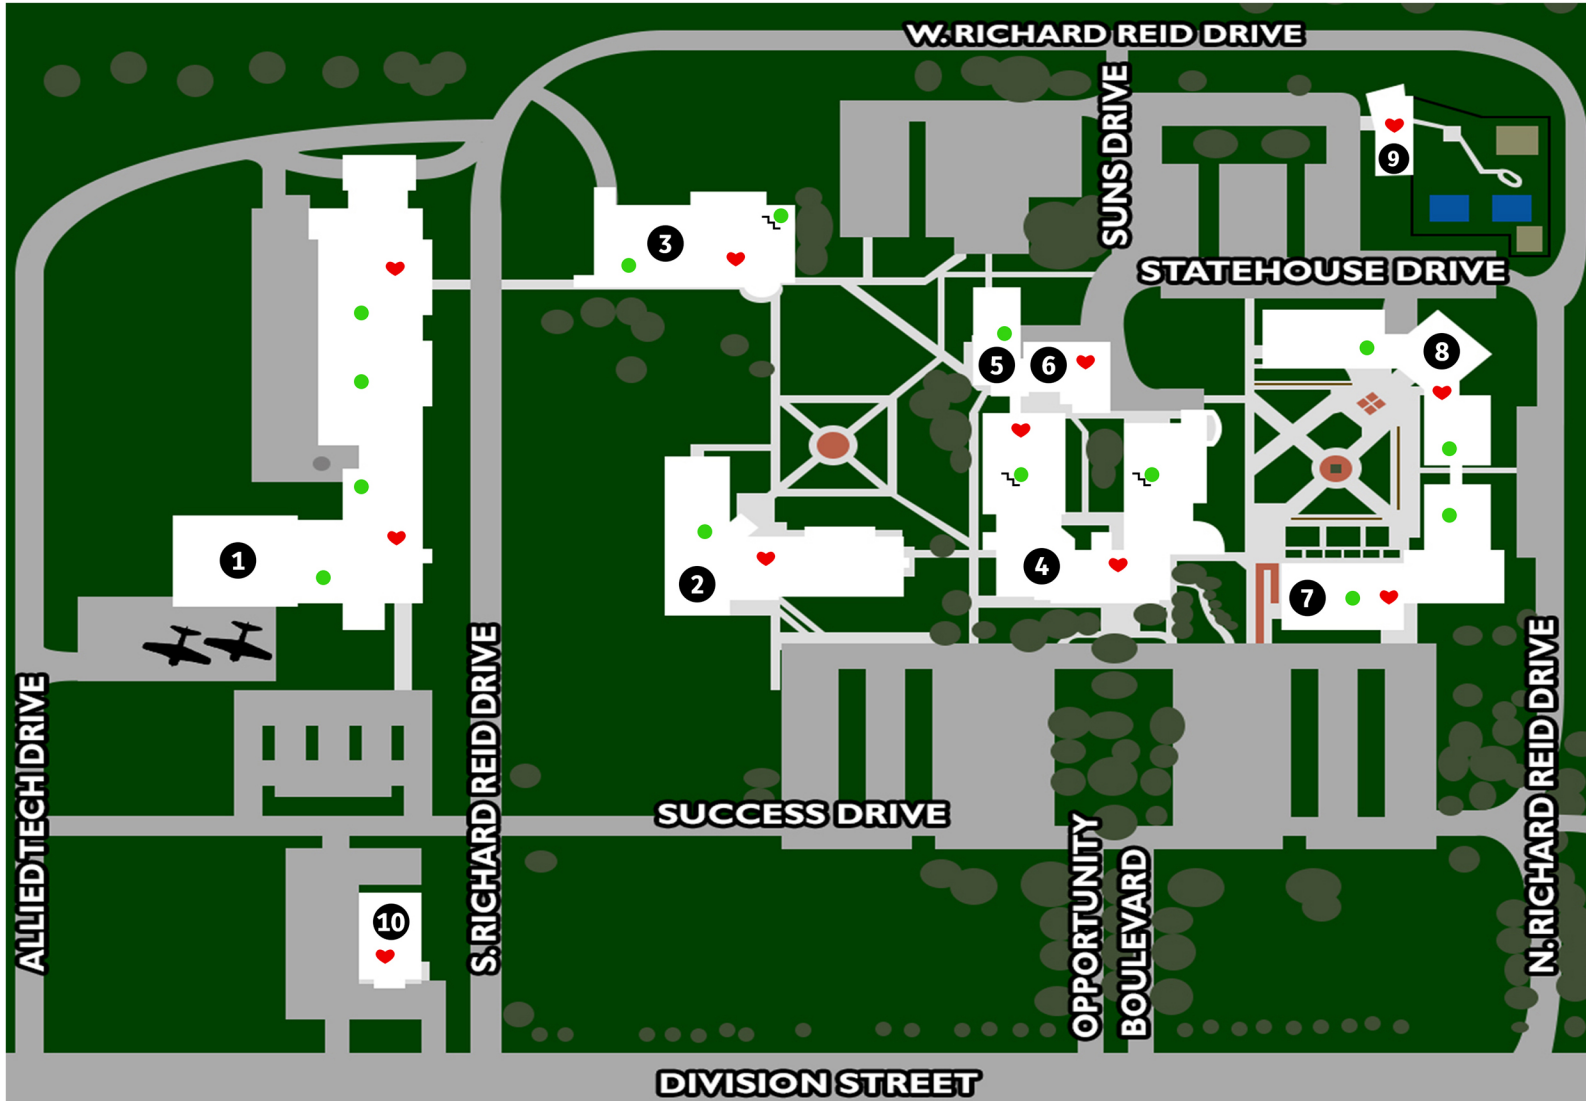 W. RICHARD REID DRIVE
SUNS DRIVE
9
3
STATEHOUSE DRIVE
5
6
8
1
2
4
7
ALLIED TECH DRIVE
S. RICHARD REID DRIVE
N. RICHARD REID DRIVE
SUCCESS DRIVE
OPPORTUNITY
BOULEVARD
10
DIVISION STREET